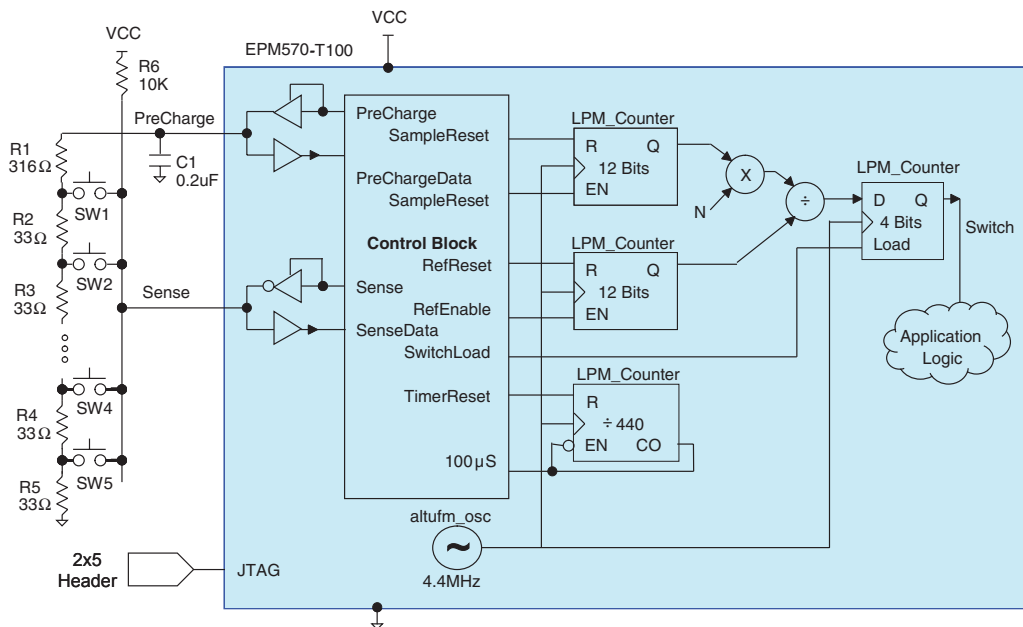 VCC
R6
10K
PreCharge
R1
316Ω
C1
0.2uF
SW1
R2
33Ω
SW2
R3
33Ω
Sense
SW4
R4
33Ω
SW5
R5
33Ω
2x5
Header
JTAG
EPM570-T100
VCC
PreCharge
SampleReset
PreChargeData
SampleReset
Control Block
RefReset
Sense
RefEnable
SenseData
SwitchLoad
TimerReset
100µS
altufm_osc
~
4.4MHz
LPM_Counter
R Q
12 Bits
EN
X
N
÷
LPM_Counter
R Q
12 Bits
EN
LPM_Counter
R
÷ 440
EN CO
LPM_Counter
D Q
4 Bits
Load
Switch
Application
Logic